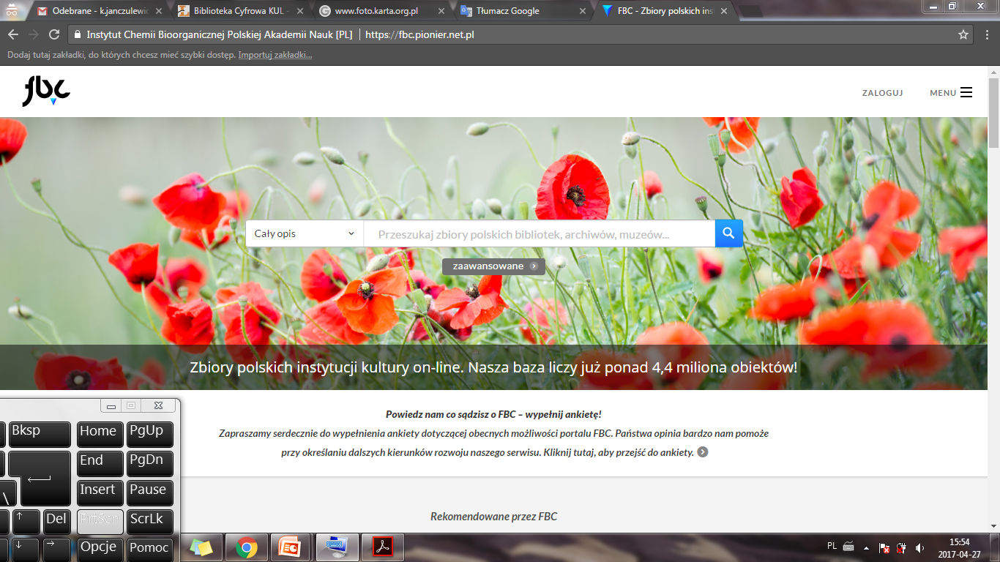 Odebrane - k.janczulewic
Biblioteka Cyfrowa KUL -
www.foto.karta.org.pl
Tłumacz Google
FBC - Zbiory polskich ins
Instytut Chemii Bioorganicznej Polskiej Akademii Nauk [PL] | https://fbc.pionier.net.pl
Dodaj tutaj zakładki, do których chcesz mieć szybki dostęp. Importuj zakładki...
fbc
ZALOGUJ
MENU
Cały opis
Przeszukaj zbiory polskich bibliotek, archiwów, muzeów...
zaawansowane
Zbiory polskich instytucji kultury on-line. Nasza baza liczy już ponad 4,4 miliona obiektów!
Powiedz nam co sądzisz o FBC – wypełnij ankietę!
Zapraszamy serdecznie do wypełnienia ankiety dotyczącej obecnych możliwości portalu FBC. Państwa opinia bardzo nam pomoże
przy określaniu dalszych kierunków rozwoju naszego serwisu. Kliknij tutaj, aby przejść do ankiety.
Rekomendowane przez FBC
Bksp Home PgUp
End PgDn
\ Insert Pause
↑ Del PrtScn ScrLk
↓ → Opcje Pomoc
PL
15:54
2017-04-27